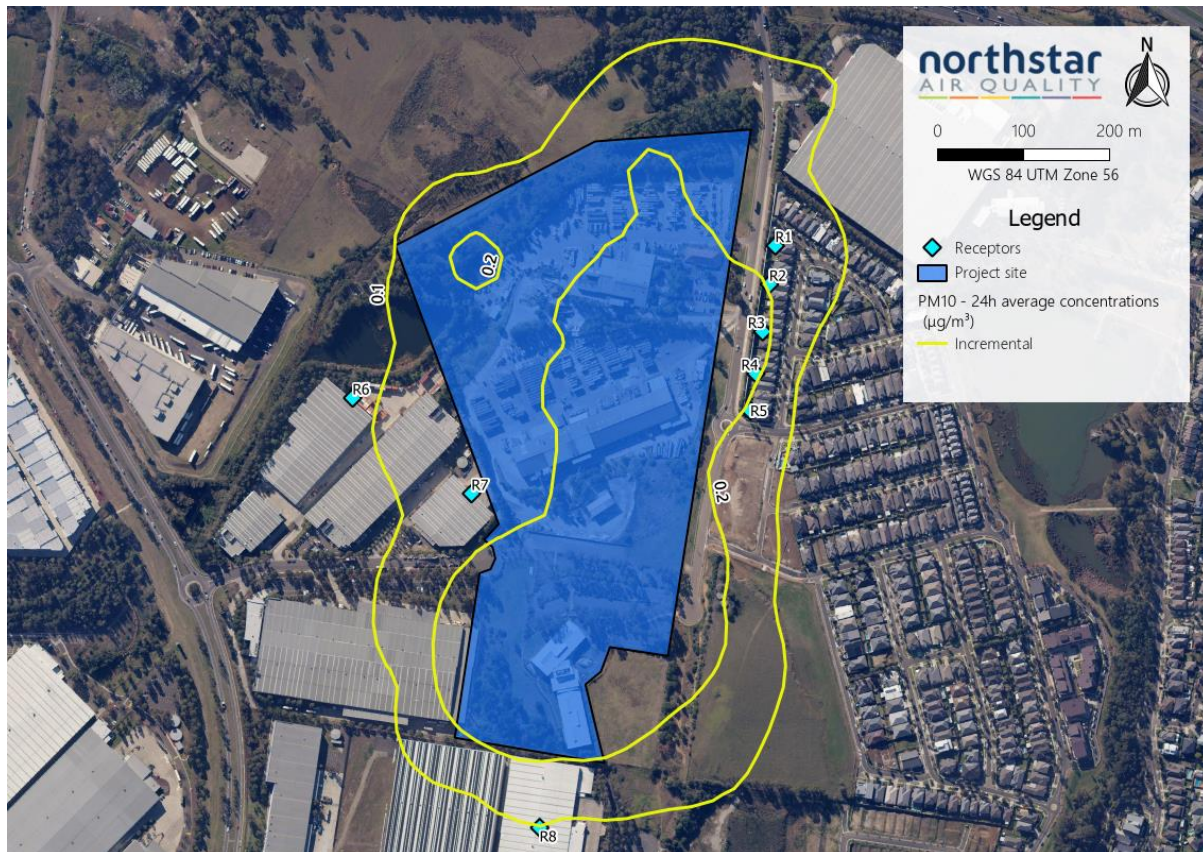 northstar
AIR QUALITY
N
0 100 200 m
WGS 84 UTM Zone 56
Legend
Receptors
Project site
PM10 - 24h average concentrations
(µg/m³)
Incremental
R1
0.2
R2
0.1
R3
R4
R6
R5
R7
0.2
R8